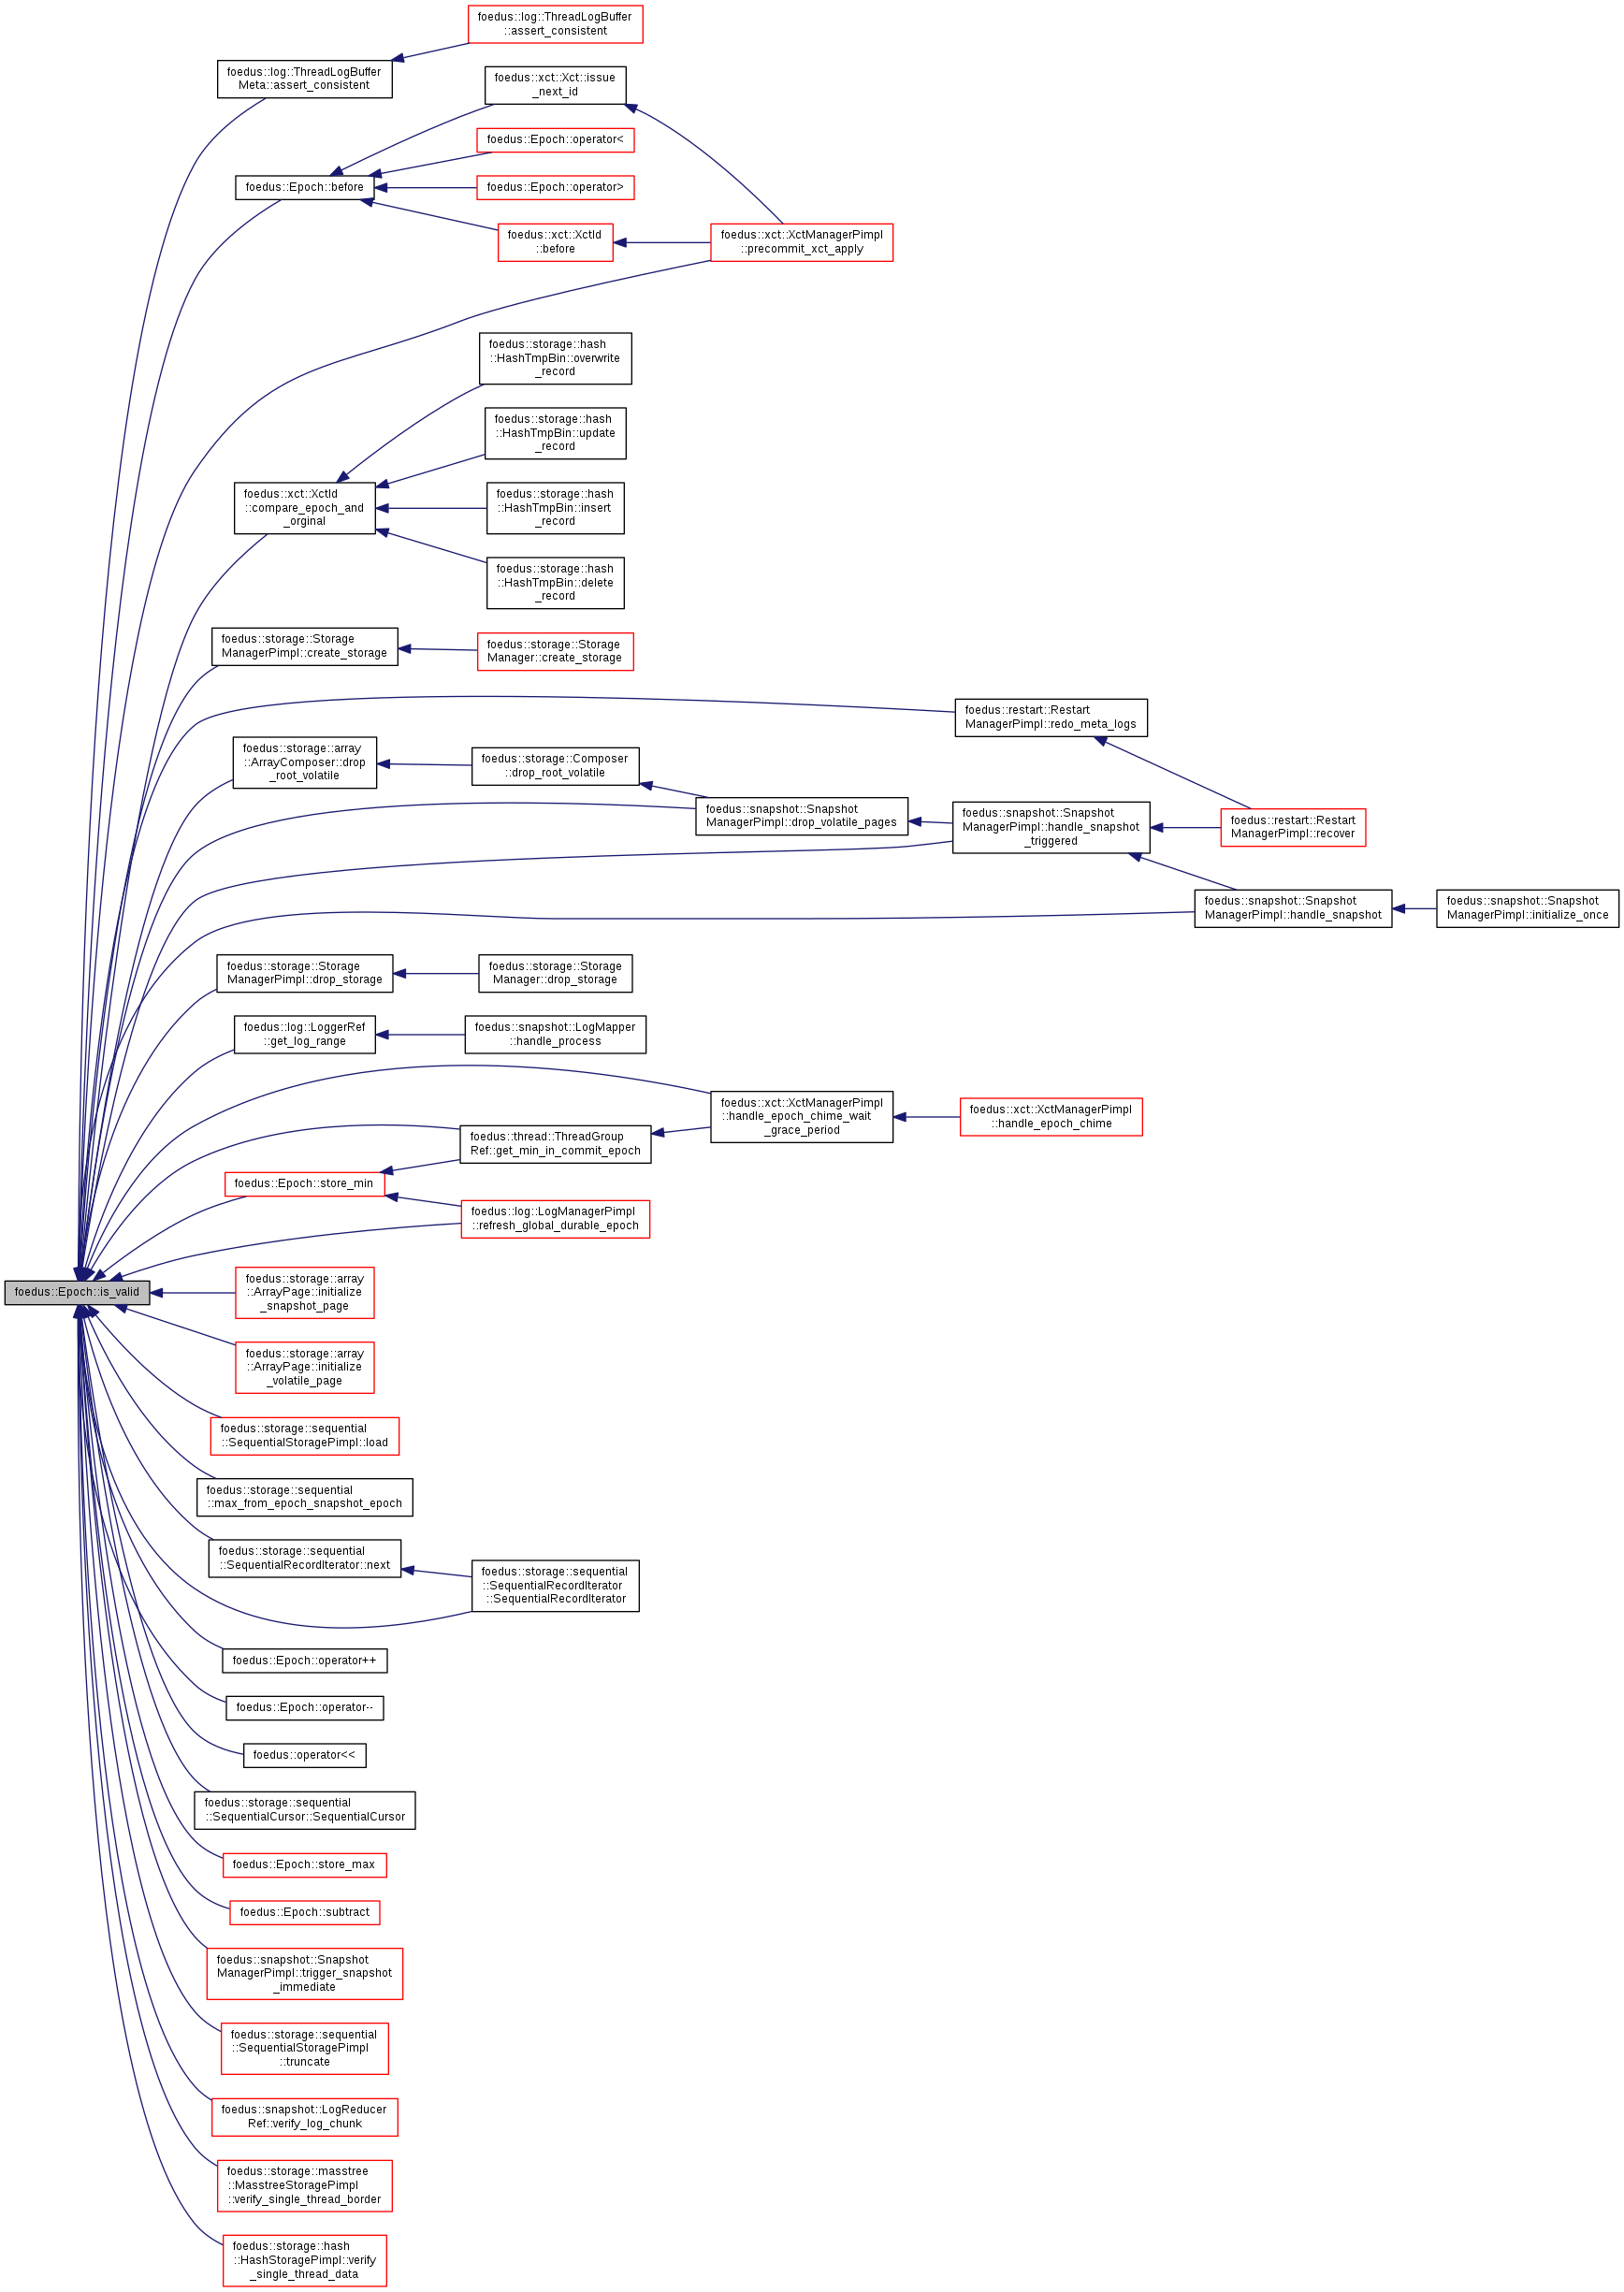 foedus::log::ThreadLogBuffer
::assert_consistent
foedus::log::ThreadLogBuffer
Meta::assert_consistent
foedus::xct::Xct::issue
_next_id
foedus::Epoch::operator<
foedus::Epoch::before
foedus::Epoch::operator>
foedus::xct::XctId
::before
foedus::xct::XctManagerPimpl
::precommit_xct_apply
foedus::storage::hash
::HashTmpBin::overwrite
_record
foedus::storage::hash
::HashTmpBin::update
_record
foedus::xct::XctId
::compare_epoch_and
_orginal
foedus::storage::hash
::HashTmpBin::insert
_record
foedus::storage::hash
::HashTmpBin::delete
_record
foedus::storage::Storage
ManagerPimpl::create_storage
foedus::storage::Storage
Manager::create_storage
foedus::restart::Restart
ManagerPimpl::redo_meta_logs
foedus::storage::array
::ArrayComposer::drop
_root_volatile
foedus::storage::Composer
::drop_root_volatile
foedus::snapshot::Snapshot
ManagerPimpl::drop_volatile_pages
foedus::snapshot::Snapshot
ManagerPimpl::handle_snapshot
_triggered
foedus::restart::Restart
ManagerPimpl::recover
foedus::snapshot::Snapshot
ManagerPimpl::handle_snapshot
foedus::snapshot::Snapshot
ManagerPimpl::initialize_once
foedus::storage::Storage
ManagerPimpl::drop_storage
foedus::storage::Storage
Manager::drop_storage
foedus::log::LoggerRef
::get_log_range
foedus::snapshot::LogMapper
::handle_process
foedus::xct::XctManagerPimpl
::handle_epoch_chime_wait
_grace_period
foedus::xct::XctManagerPimpl
::handle_epoch_chime
foedus::thread::ThreadGroup
Ref::get_min_in_commit_epoch
foedus::Epoch::store_min
foedus::log::LogManagerPimpl
::refresh_global_durable_epoch
foedus::Epoch::is_valid
foedus::storage::array
::ArrayPage::initialize
_snapshot_page
foedus::storage::array
::ArrayPage::initialize
_volatile_page
foedus::storage::sequential
::SequentialStoragePimpl::load
foedus::storage::sequential
::max_from_epoch_snapshot_epoch
foedus::storage::sequential
::SequentialRecordIterator::next
foedus::storage::sequential
::SequentialRecordIterator
::SequentialRecordIterator
foedus::Epoch::operator++
foedus::Epoch::operator--
foedus::operator<<
foedus::storage::sequential
::SequentialCursor::SequentialCursor
foedus::Epoch::store_max
foedus::Epoch::subtract
foedus::snapshot::Snapshot
ManagerPimpl::trigger_snapshot
_immediate
foedus::storage::sequential
::SequentialStoragePimpl
::truncate
foedus::snapshot::LogReducer
Ref::verify_log_chunk
foedus::storage::masstree
::MasstreeStoragePimpl
::verify_single_thread_border
foedus::storage::hash
::HashStoragePimpl::verify
_single_thread_data